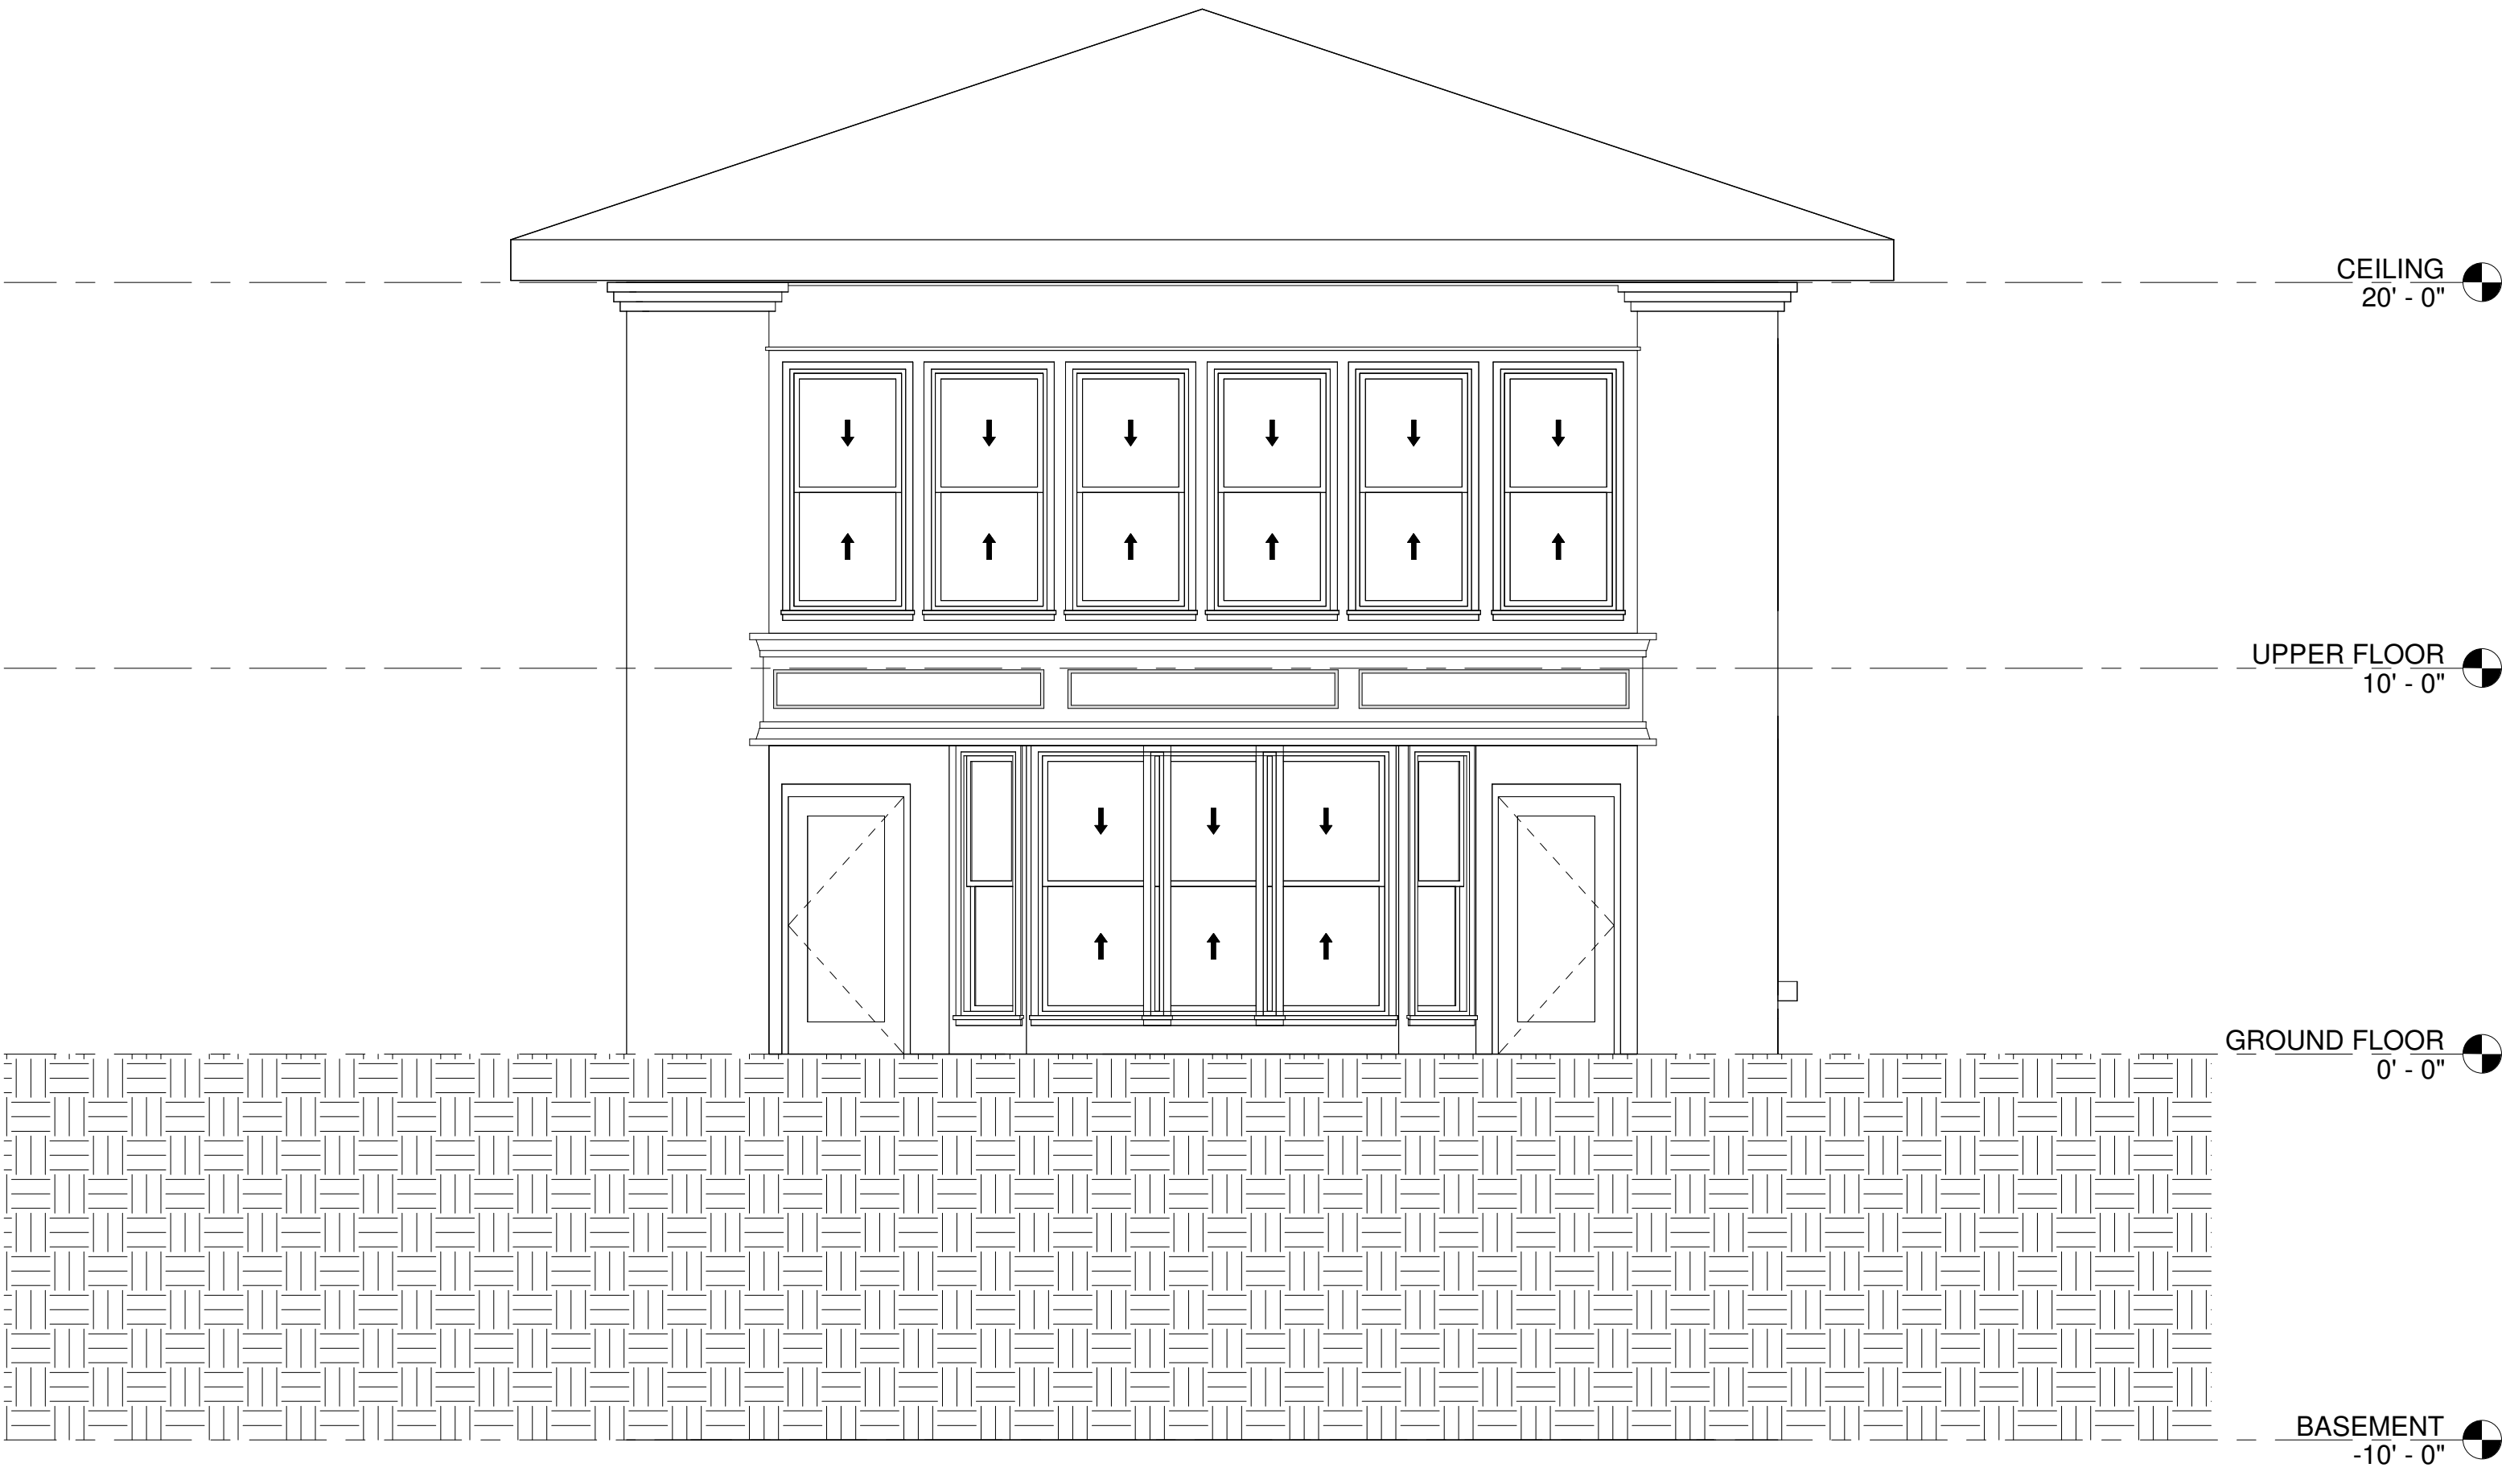 CEILING
20' - 0"
UPPER FLOOR
10' - 0"
GROUND FLOOR
0' - 0"
BASEMENT
-10' - 0"